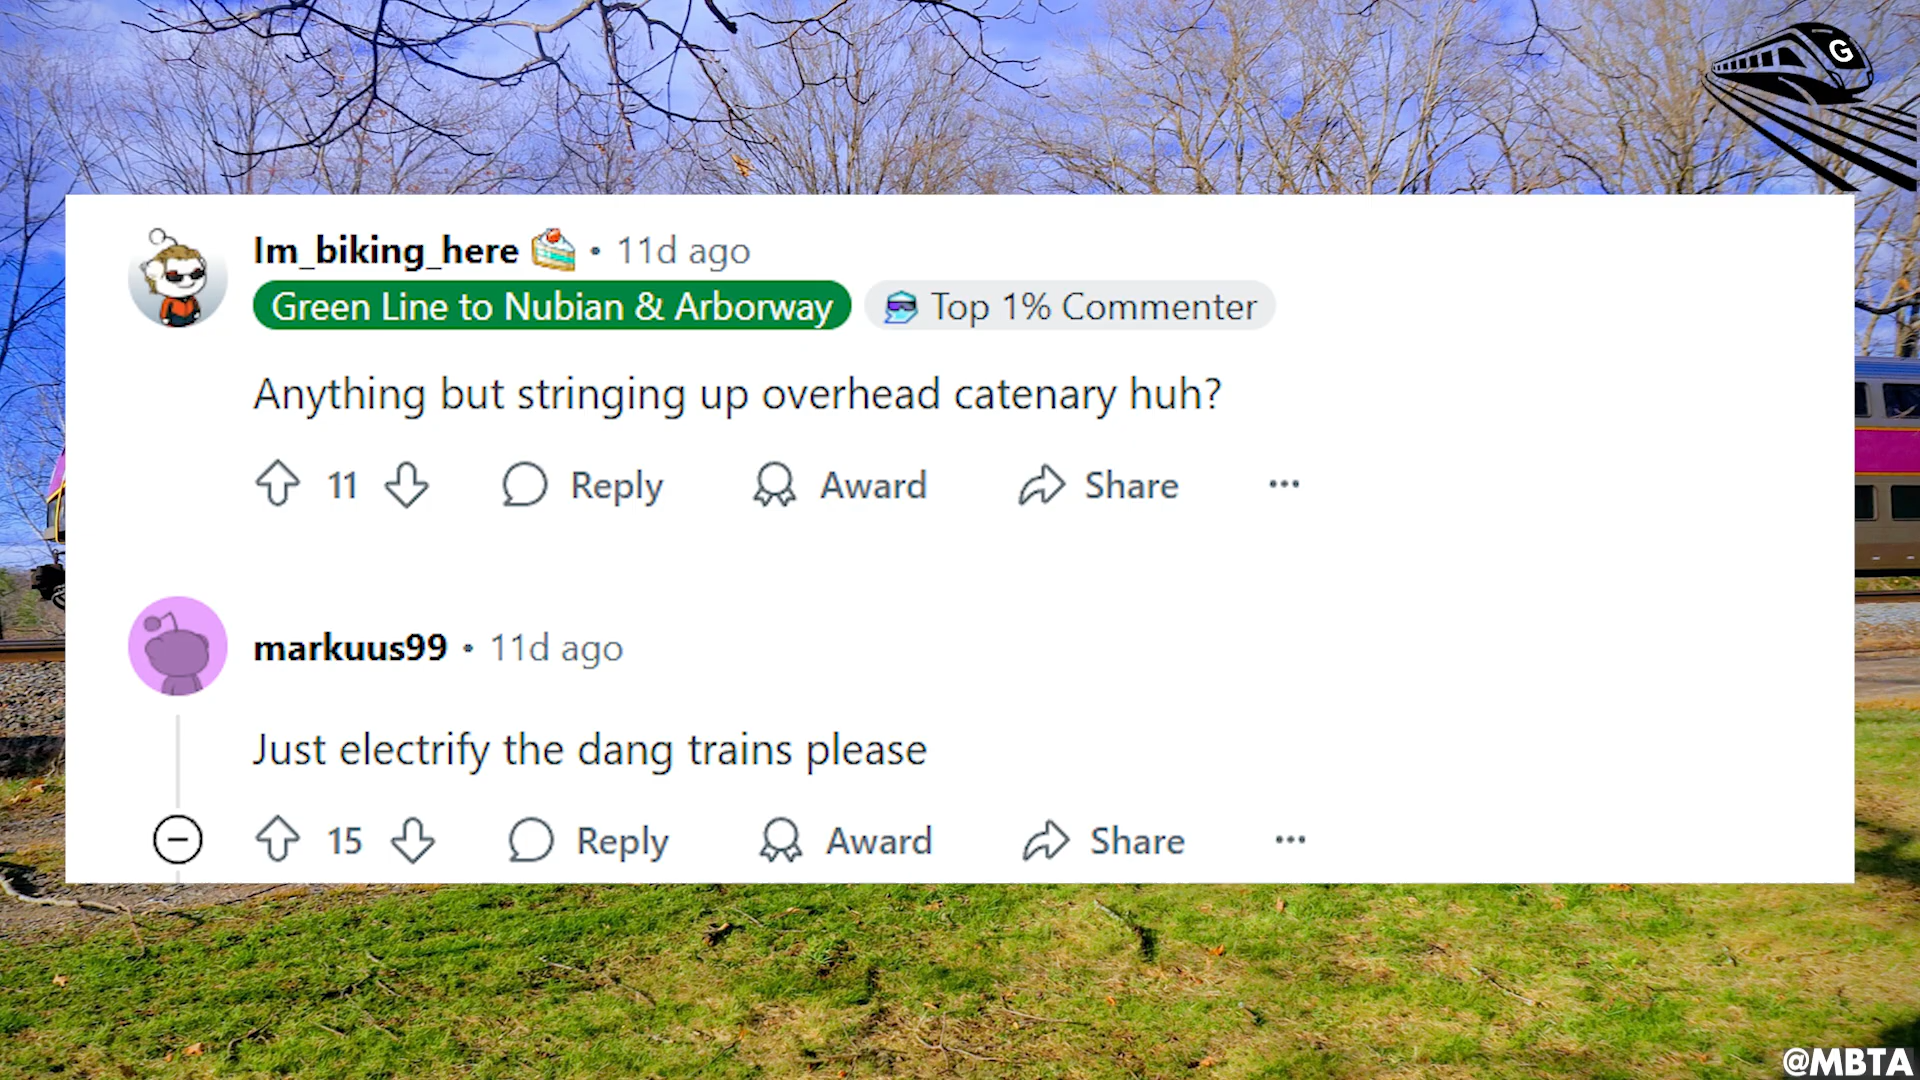 G
Im_biking_here • 11d ago
Green Line to Nubian & Arborway Top 1% Commenter
Anything but stringing up overhead catenary huh?
11 Reply Award Share ...
markuus99 • 11d ago
Just electrify the dang trains please
15 Reply Award Share ...
@MBTA